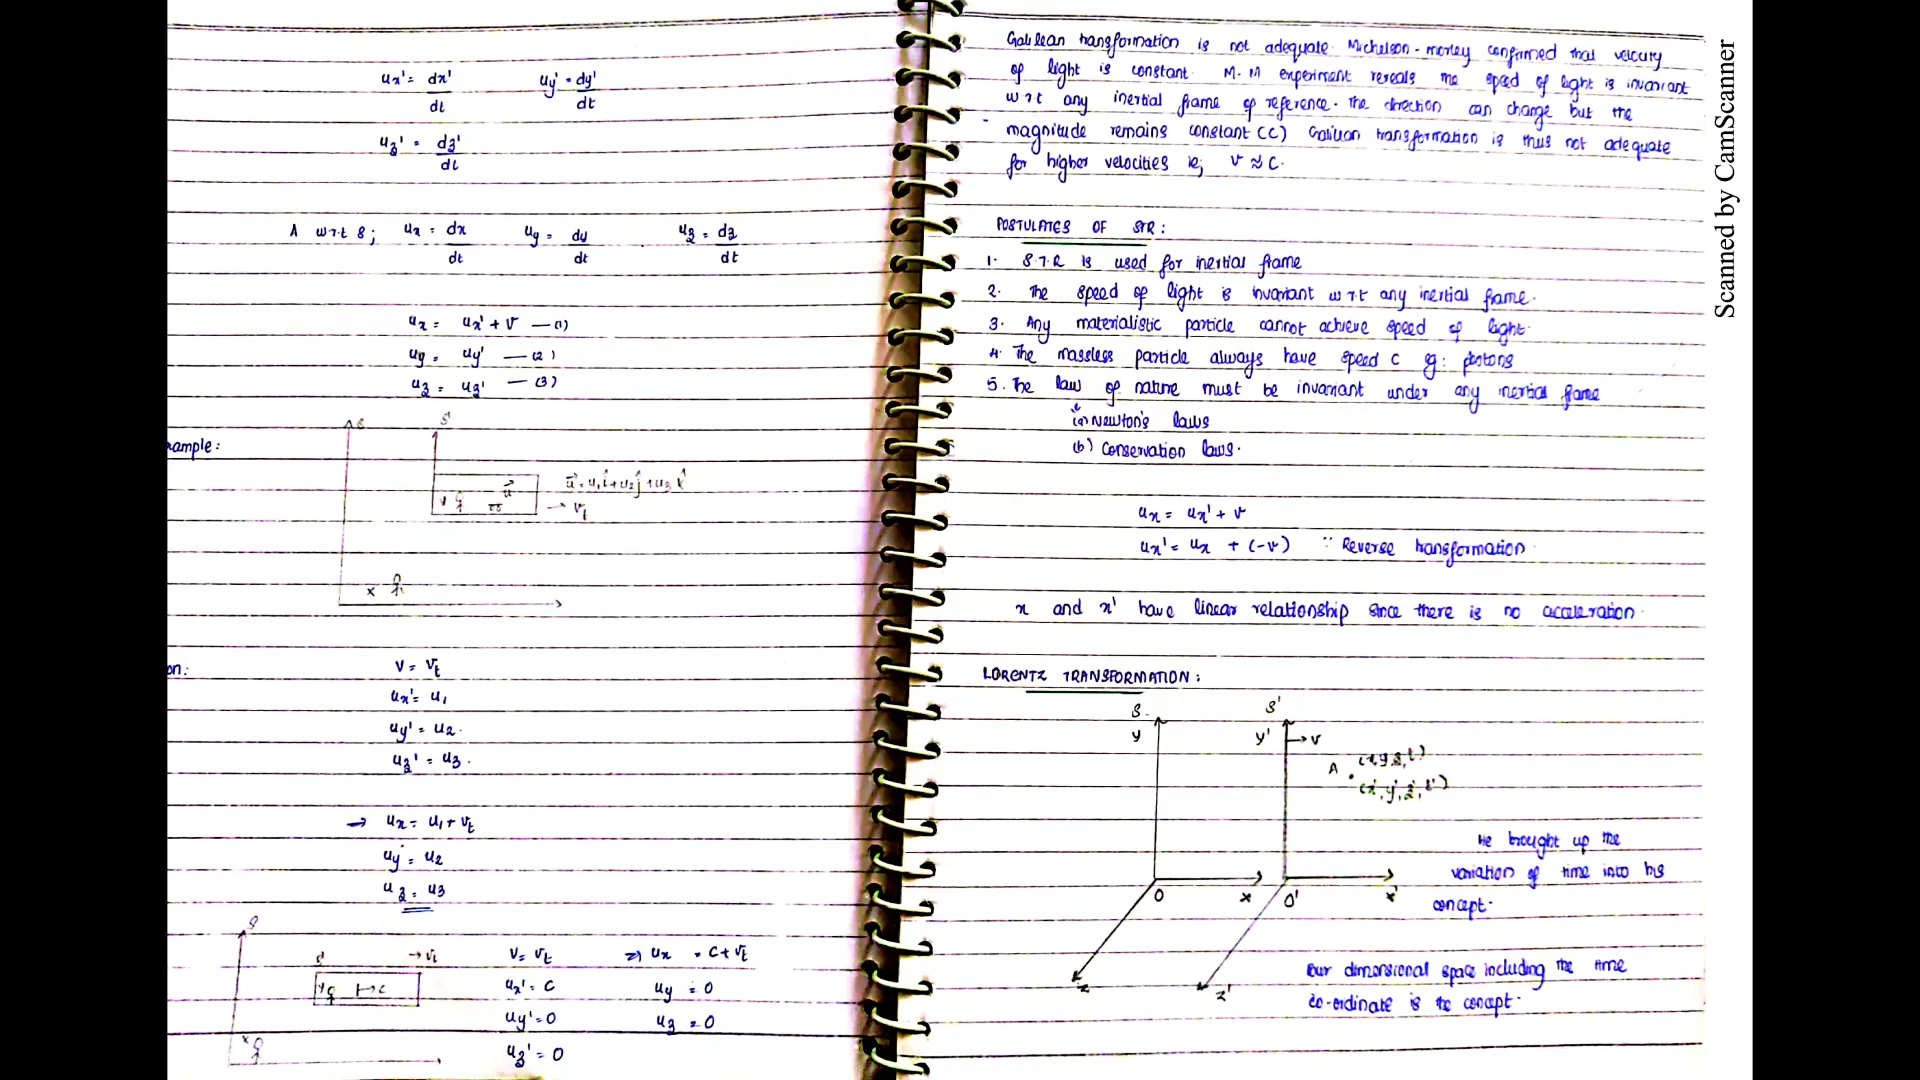 ux' = dx'/dt    uy' = dy'/dt
uz' = dz'/dt
A w.r.t S; ux = dx/dt    uy = dy/dt    uz = dz/dt
ux = ux' + v — (1)
uy = uy' — (2)
uz = uz' — (3)
S S'
xample:
u⃗ = u₁î + u₂ĵ + u₃k̂
Y u⃗ → Vt
x
on:
V = Vt
ux' = u₁
uy' = u₂.
uz' = u₃.
→ ux = u₁ + Vt
uy = u₂
uz = u₃
S
S' → Vt    V = Vt    ⇒ ux = c + Vt
Y → c    ux' = c    uy = 0
uy' = 0    uz = 0
x    uz' = 0
Galilean transformation is not adequate. Michelson - morley confirmed that velocity
of light is constant. M.M experiment reveals the speed of light is invariant
w.r.t any inertial frame of reference. The direction can change but the
magnitude remains constant (C) Galilean transformation is thus not adequate
for higher velocities ie; v ≈ c.
POSTULATES OF STR:
1. S.T.R is used for inertial frame
2. The speed of light is invariant w.r.t any inertial frame.
3. Any materialistic particle cannot achieve speed of light.
4. The massless particle always have speed c eg: photons
5. The law of nature must be invariant under any inertial frame
(a) Newton's laws
(b) Conservation laws.
ux = ux' + v
ux' = ux + (-v)    ∵ Reverse transformation.
x and x' have linear relationship since there is no acceleration.
LORENTZ TRANSFORMATION:
S    S'
y    y' → v
A (x,y,z,t)
(x',y',z',t')
He brought up the
variation of time into his
concept.
O x O' x'
z z'
Four dimensional space including the time
co-ordinate is the concept.
Scanned by CamScanner